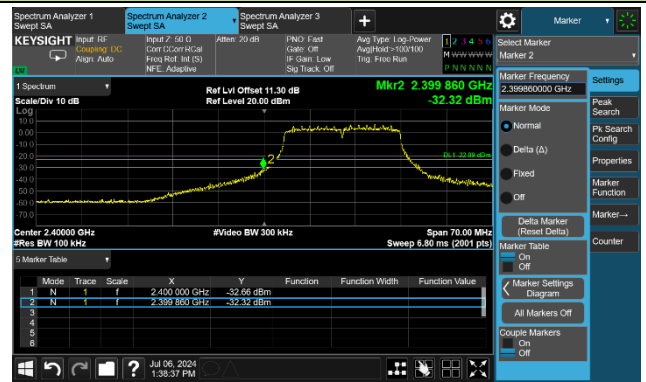 Spectrum Analyzer 1
Swept SA
Spectrum Analyzer 2
Swept SA
Spectrum Analyzer 3
Swept SA
Marker
KEYSIGHT
Input: RF
Coupling: DC
Align: Auto
Input Z: 50 Ω
Corr CCorr RCal
Freq Ref: Int (S)
NFE: Adaptive
Atten: 20 dB
PNO: Fast
Gate: Off
IF Gain: Low
Sig Track: Off
Avg Type: Log-Power
Avg|Hold>100/100
Trig: Free Run
1 2 3 4 5 6
M W W W W W
P N N N N N
LW
Select Marker
Marker 2
1 Spectrum
Scale/Div 10 dB
Log
Ref Lvl Offset 11.30 dB
Ref Level 20.00 dBm
Mkr2 2.399 860 GHz
-32.32 dBm
10.0
0.00
-10.0
-20.0
-30.0
-40.0
-50.0
-60.0
-70.0
2
DL1 -22.09 dBm
Center 2.40000 GHz
#Res BW 100 kHz
#Video BW 300 kHz
Span 70.00 MHz
Sweep 6.80 ms (2001 pts)
5 Marker Table
Mode Trace Scale X Y Function Function Width Function Value
1 N 1 f 2.400 000 GHz -32.66 dBm
2 N 1 f 2.399 860 GHz -32.32 dBm
3
4
5
6
Marker Frequency
2.399860000 GHz
Marker Mode
Normal
Delta (Δ)
Fixed
Off
Delta Marker
(Reset Delta)
Marker Table
On
Off
Marker Settings
Diagram
All Markers Off
Couple Markers
On
Off
Settings
Peak
Search
Pk Search
Config
Properties
Marker
Function
Marker→
Counter
?
Jul 06, 2024
1:38:37 PM